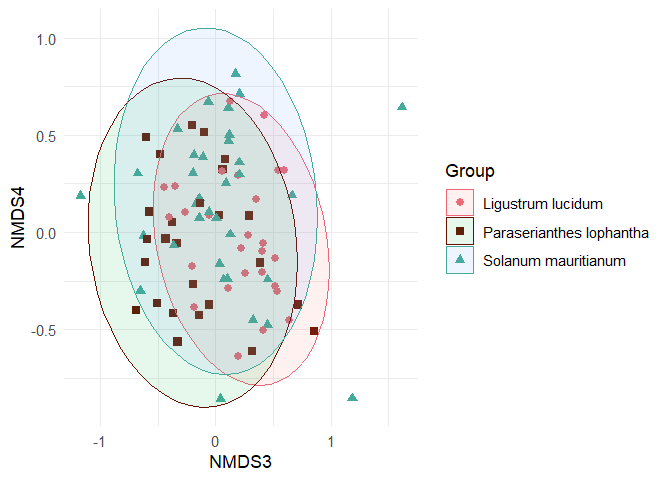 1.0
0.5
0.0
-0.5
NMDS4
-1
0
1
NMDS3
Group
Ligustrum lucidum
Paraserianthes lophantha
Solanum mauritianum